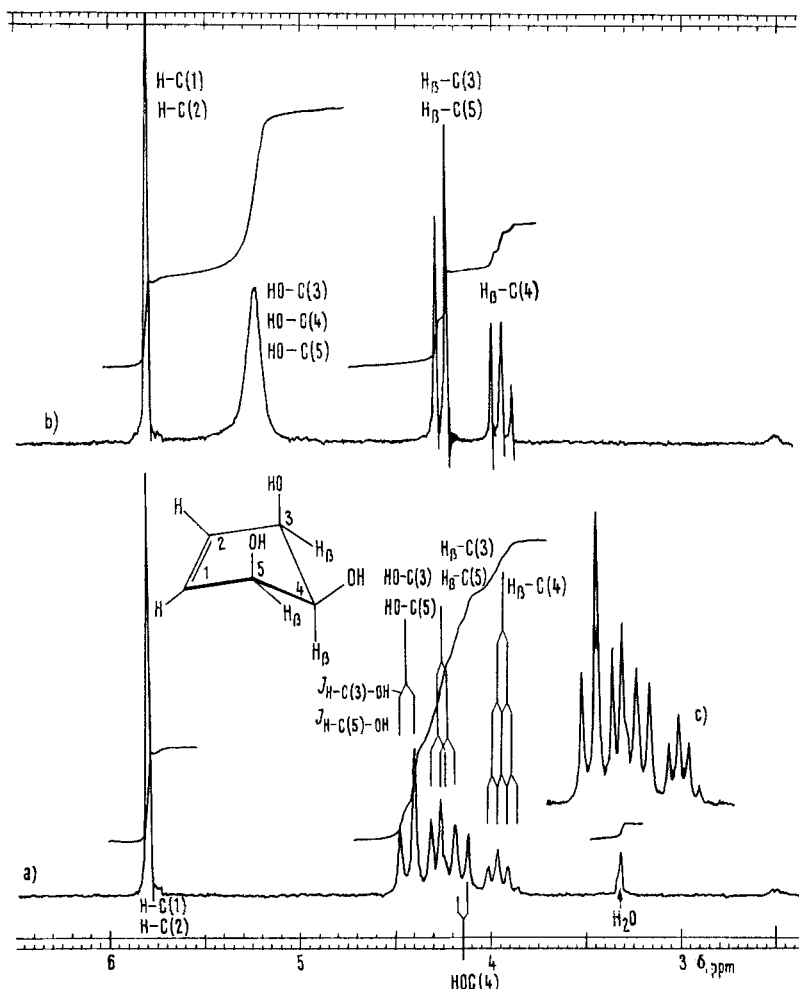 H-C(1)
H-C(2)
Hβ-C(3)
Hβ-C(5)
HO-C(3)
HO-C(4)
HO-C(5)
Hβ-C(4)
b)
HO
H
3
2
OH
Hβ
1
5
4
OH
H
Hβ
Hβ
HO-C(3)
HO-C(5)
Hβ-C(3)
Hβ-C(5)
Hβ-C(4)
JH-C(3)-OH
JH-C(5)-OH
c)
a)
H-C(1)
H-C(2)
H2O
6
5
4
3
δ, ppm
HOC(4)